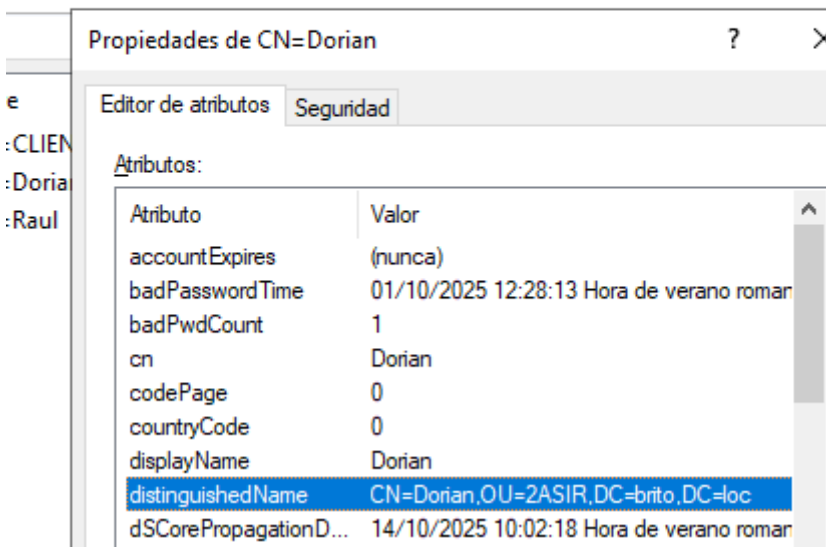 Propiedades de CN=Dorian ? X
e
=CLIEN
=Doria
=Raul
Editor de atributos Seguridad
Atributos:
Atributo Valor
accountExpires (nunca)
badPasswordTime 01/10/2025 12:28:13 Hora de verano roman
badPwdCount 1
cn Dorian
codePage 0
countryCode 0
displayName Dorian
distinguishedName CN=Dorian,OU=2ASIR,DC=brito,DC=loc
dSCorePropagationD... 14/10/2025 10:02:18 Hora de verano roman